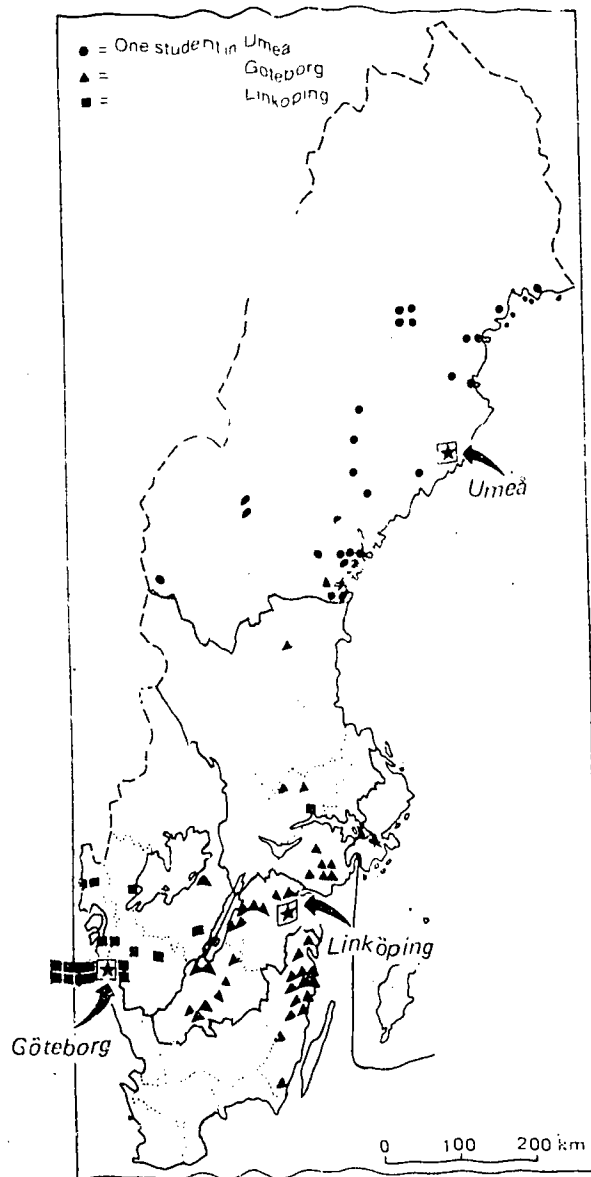 ● = One student in Umeå
▲ = Göteborg
■ = Linköping
Umeå
Linköping
Göteborg
0 100 200 km